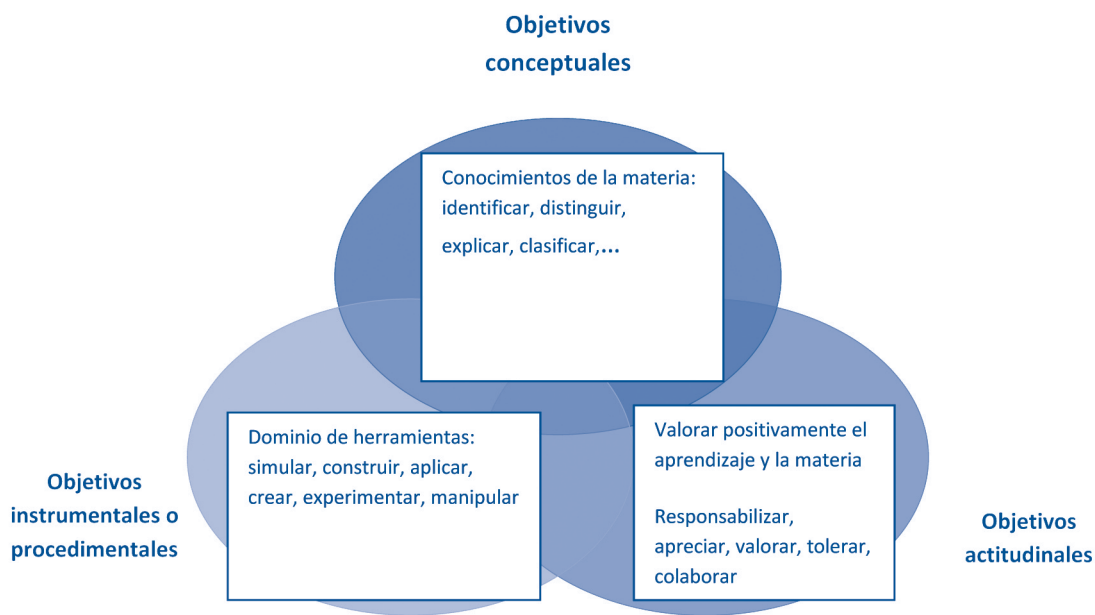 Objetivos
conceptuales
Conocimientos de la materia:
identificar, distinguir,
explicar, clasificar,...
Dominio de herramientas:
simular, construir, aplicar,
crear, experimentar, manipular
Valorar positivamente el
aprendizaje y la materia
Responsabilizar,
apreciar, valorar, tolerar,
colaborar
Objetivos
instrumentales o
procedimentales
Objetivos
actitudinales